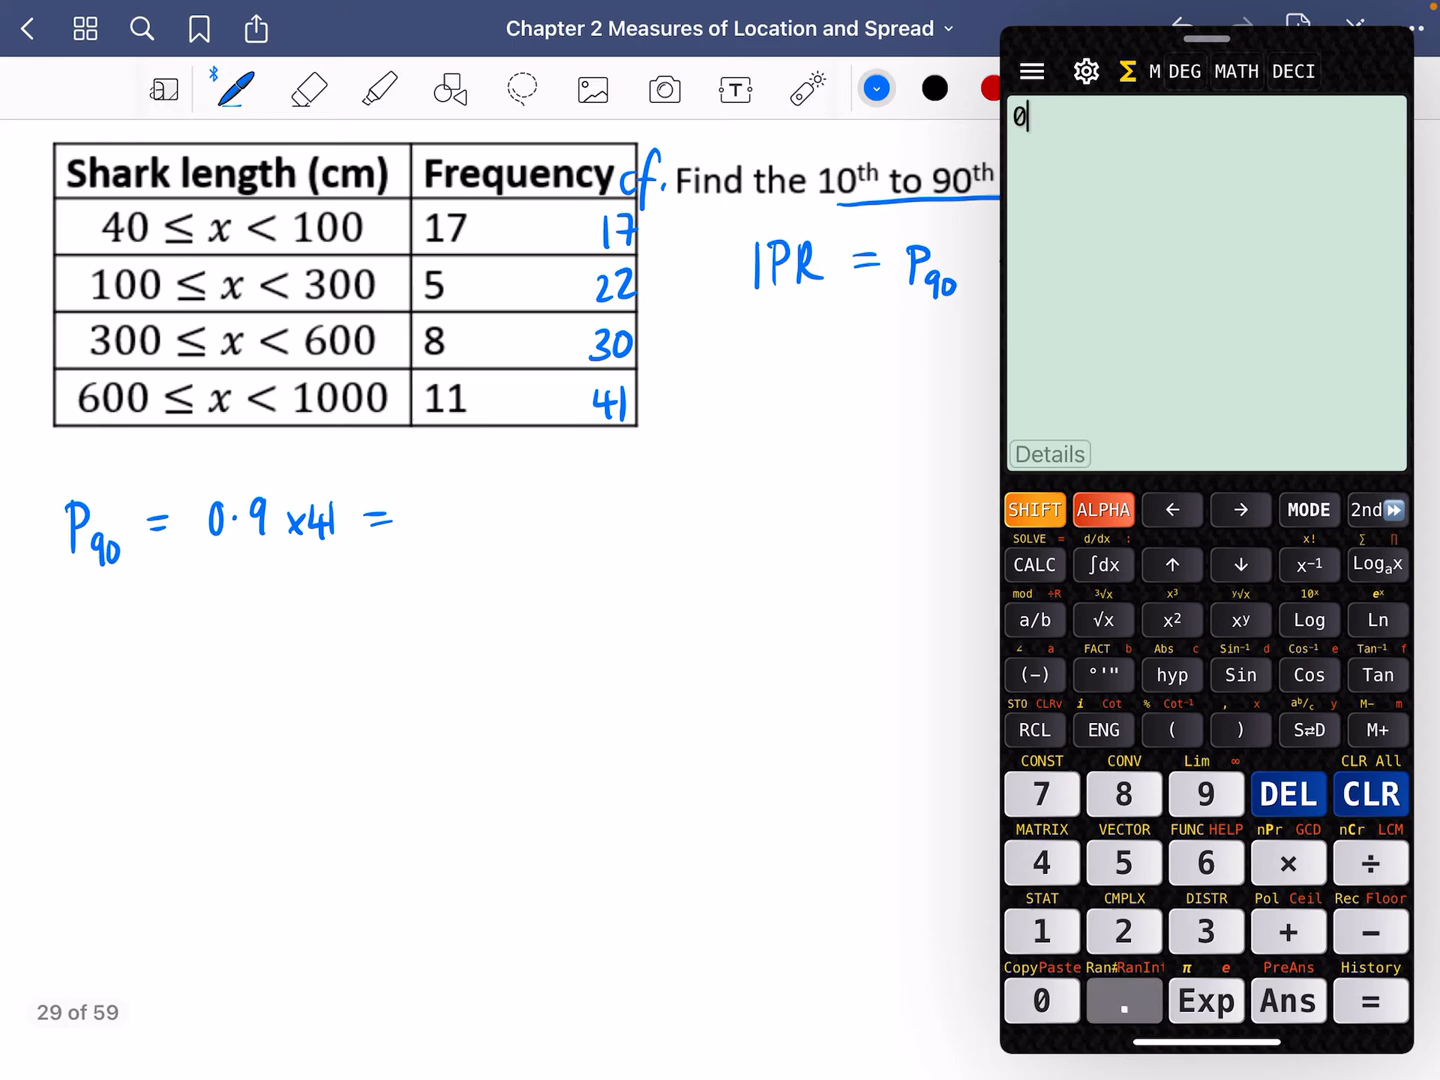 Chapter 2 Measures of Location and Spread
Shark length (cm) Frequency cf.
40 ≤ x < 100 17 17
100 ≤ x < 300 5 22
300 ≤ x < 600 8 30
600 ≤ x < 1000 11 41
Find the 10th to 90th
IPR = P90
P90 = 0.9 x41 =
29 of 59
M DEG MATH DECI
0
Details
SHIFT ALPHA ← → MODE 2nd
SOLVE = d/dx : x! ∑ ∏
CALC ∫dx ↑ ↓ x⁻¹ Logax
mod ÷R ³√x x³ ʸ√x 10ˣ eˣ
a/b √x x² xʸ Log Ln
∠ a FACT b Abs c Sin⁻¹ d Cos⁻¹ e Tan⁻¹ f
(−) °'" hyp Sin Cos Tan
STO CLRv i Cot % Cot⁻¹ , x aᵇ/c y M− m
RCL ENG ( ) S⇄D M+
CONST CONV Lim ∞ CLR All
7 8 9 DEL CLR
MATRIX VECTOR FUNC HELP nPr GCD nCr LCM
4 5 6 × ÷
STAT CMPLX DISTR Pol Ceil Rec Floor
1 2 3 + −
Copy Paste Ran# RanInt π e PreAns History
0 . Exp Ans =